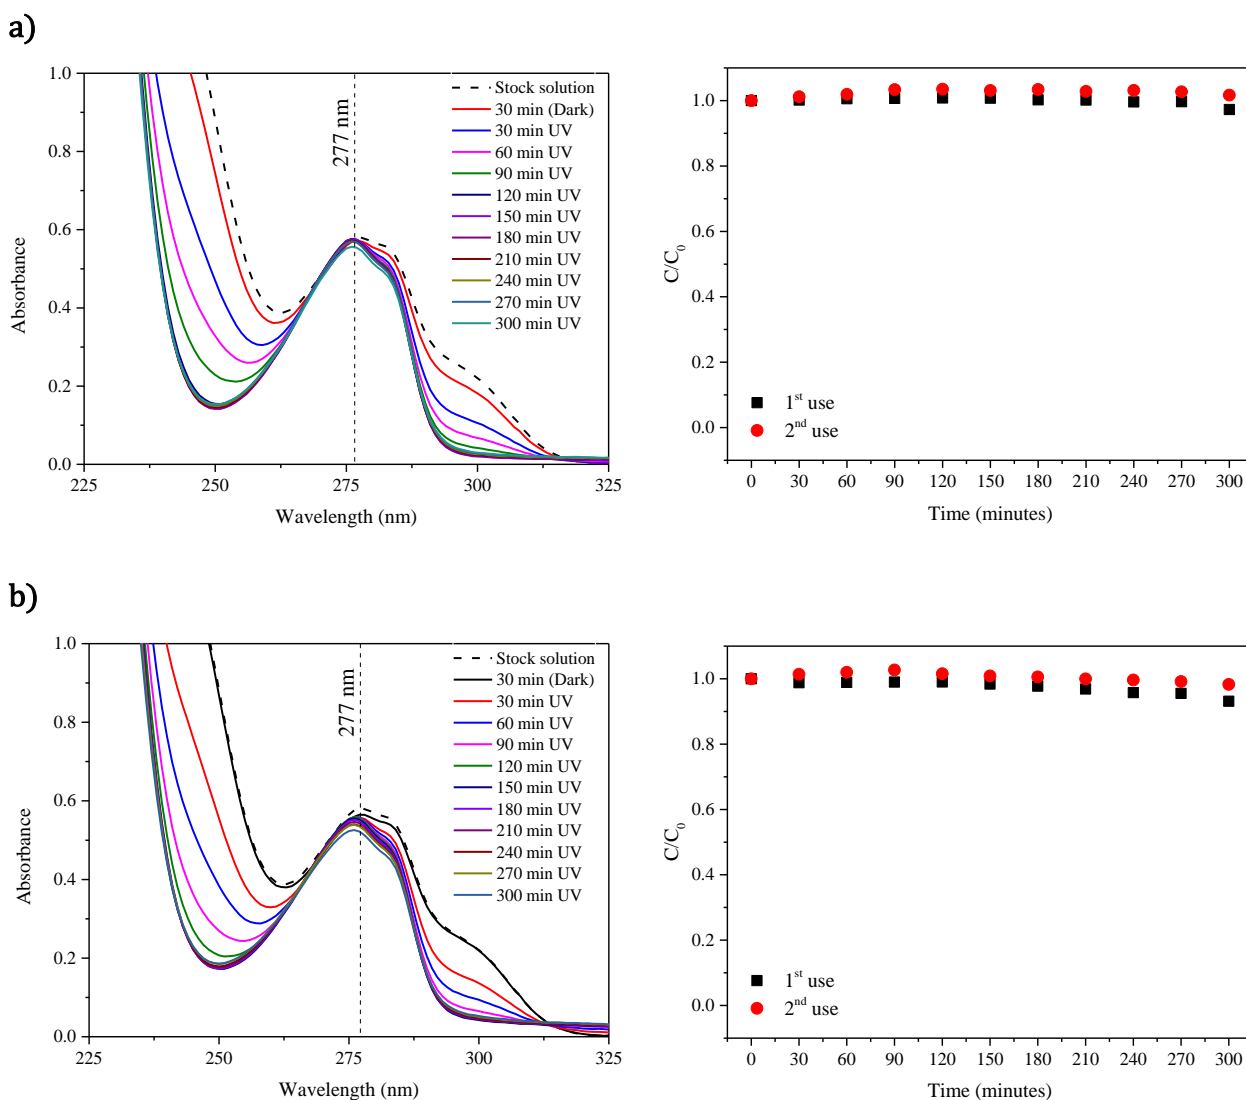 a)
1.0
0.8
0.6
0.4
0.2
0.0
225
250
275
300
325
Absorbance
Wavelength (nm)
277 nm
Stock solution
30 min (Dark)
30 min UV
60 min UV
90 min UV
120 min UV
150 min UV
180 min UV
210 min UV
240 min UV
270 min UV
300 min UV
1.0
0.8
0.6
0.4
0.2
0.0
C/C0
1st use
2nd use
0 30 60 90 120 150 180 210 240 270 300
Time (minutes)
b)
1.0
0.8
0.6
0.4
0.2
0.0
225
250
275
300
325
Absorbance
Wavelength (nm)
277 nm
Stock solution
30 min (Dark)
30 min UV
60 min UV
90 min UV
120 min UV
150 min UV
180 min UV
210 min UV
240 min UV
270 min UV
300 min UV
1.0
0.8
0.6
0.4
0.2
0.0
C/C0
1st use
2nd use
0 30 60 90 120 150 180 210 240 270 300
Time (minutes)